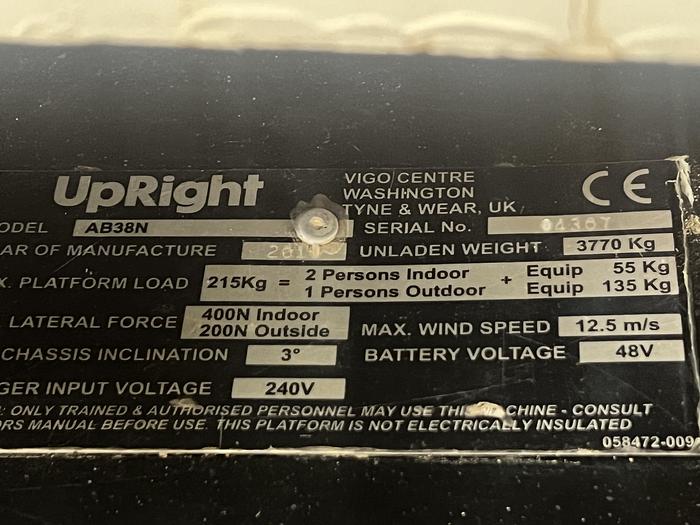 UpRight
VIGO CENTRE
WASHINGTON
TYNE & WEAR, UK
CE
ODEL AB38N
SERIAL No. 04367
AR OF MANUFACTURE
UNLADEN WEIGHT 3770 Kg
X. PLATFORM LOAD 215Kg = 2 Persons Indoor + Equip 55 Kg
1 Persons Outdoor Equip 135 Kg
. LATERAL FORCE 400N Indoor
200N Outside
MAX. WIND SPEED 12.5 m/s
CHASSIS INCLINATION 3°
BATTERY VOLTAGE 48V
GER INPUT VOLTAGE 240V
: ONLY TRAINED & AUTHORISED PERSONNEL MAY USE THIS MACHINE - CONSULT
ORS MANUAL BEFORE USE. THIS PLATFORM IS NOT ELECTRICALLY INSULATED
058472-009